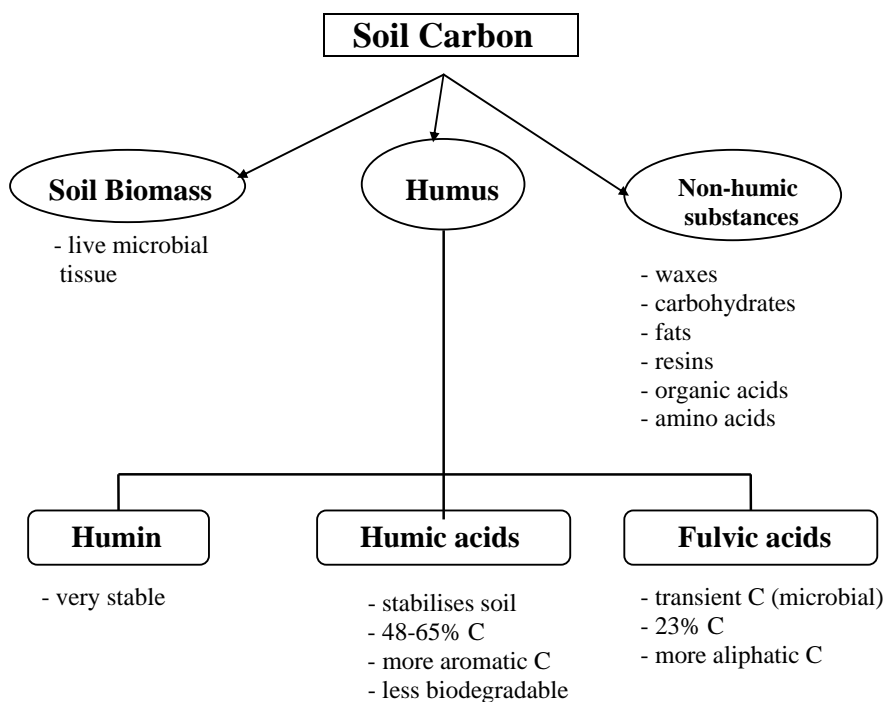 Soil Carbon
Soil Biomass
- live microbial
tissue
Humus
Non-humic
substances
- waxes
- carbohydrates
- fats
- resins
- organic acids
- amino acids
Humin
- very stable
Humic acids
- stabilises soil
- 48-65% C
- more aromatic C
- less biodegradable
Fulvic acids
- transient C (microbial)
- 23% C
- more aliphatic C